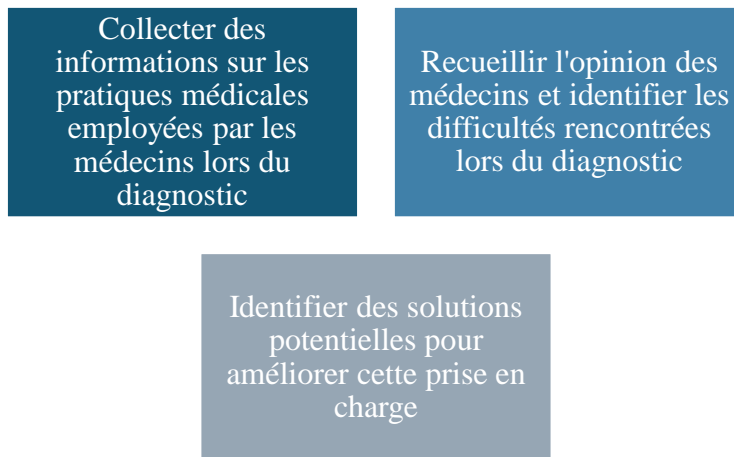 Collecter des
informations sur les
pratiques médicales
employées par les
médecins lors du
diagnostic
Recueillir l'opinion des
médecins et identifier les
difficultés rencontrées
lors du diagnostic
Identifier des solutions
potentielles pour
améliorer cette prise en
charge